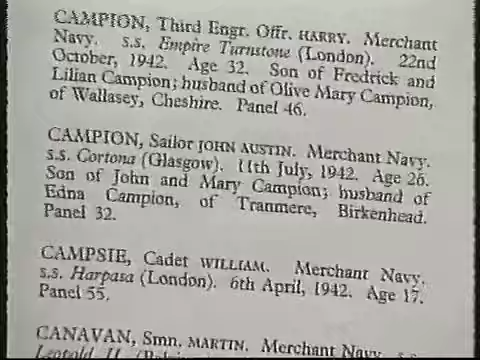 CAMPION, Third Engr. Offr. HARRY. Merchant
Navy. s.s. Empire Turnstone (London). 22nd
October, 1942. Age 32. Son of Fredrick and
Lilian Campion; husband of Olive Mary Campion,
of Wallasey, Cheshire. Panel 46.
CAMPION, Sailor JOHN AUSTIN. Merchant Navy.
s.s. Cortona (Glasgow). 11th July, 1942. Age 26.
Son of John and Mary Campion; husband of
Edna Campion, of Tranmere, Birkenhead.
Panel 32.
CAMPSIE, Cadet WILLIAM. Merchant Navy.
s.s. Harpasa (London). 6th April, 1942. Age 17.
Panel 55.
CANAVAN, Smn. MARTIN. Merchant Navy. s.s.
Leopold II.